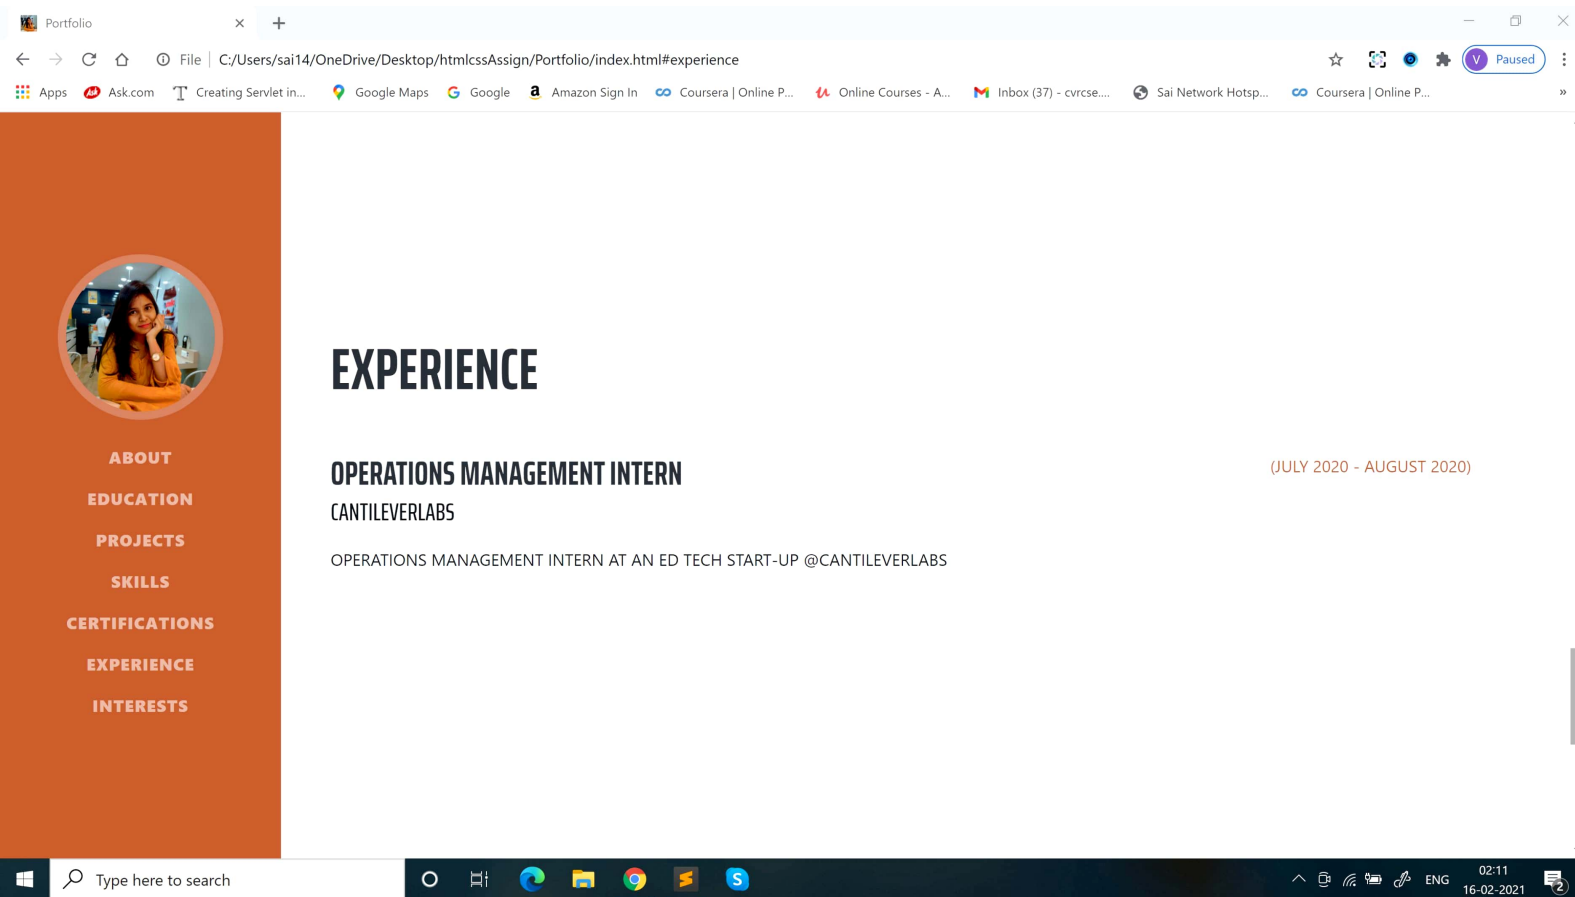 Portfolio
File C:/Users/sai14/OneDrive/Desktop/htmlcssAssign/Portfolio/index.html#experience V Paused
Apps Ask.com Creating Servlet in... Google Maps Google Amazon Sign In Coursera | Online P... Online Courses - A... Inbox (37) - cvrcse.... Sai Network Hotsp... Coursera | Online P... »
ABOUT
EDUCATION
PROJECTS
SKILLS
CERTIFICATIONS
EXPERIENCE
INTERESTS
EXPERIENCE
OPERATIONS MANAGEMENT INTERN (JULY 2020 - AUGUST 2020)
CANTILEVERLABS
OPERATIONS MANAGEMENT INTERN AT AN ED TECH START-UP @CANTILEVERLABS
Type here to search
ENG
02:11
16-02-2021
2